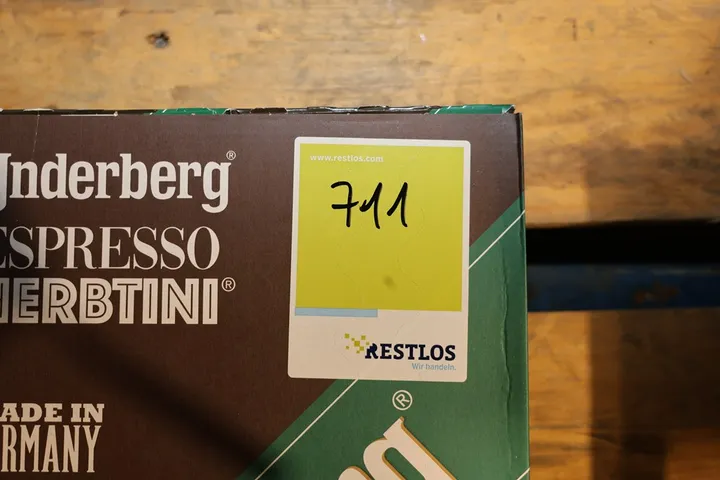 Underberg®
ESPRESSO
HERBTINI®
MADE IN
GERMANY
www.restlos.com
711
RESTLOS
Wir handeln.
®
g